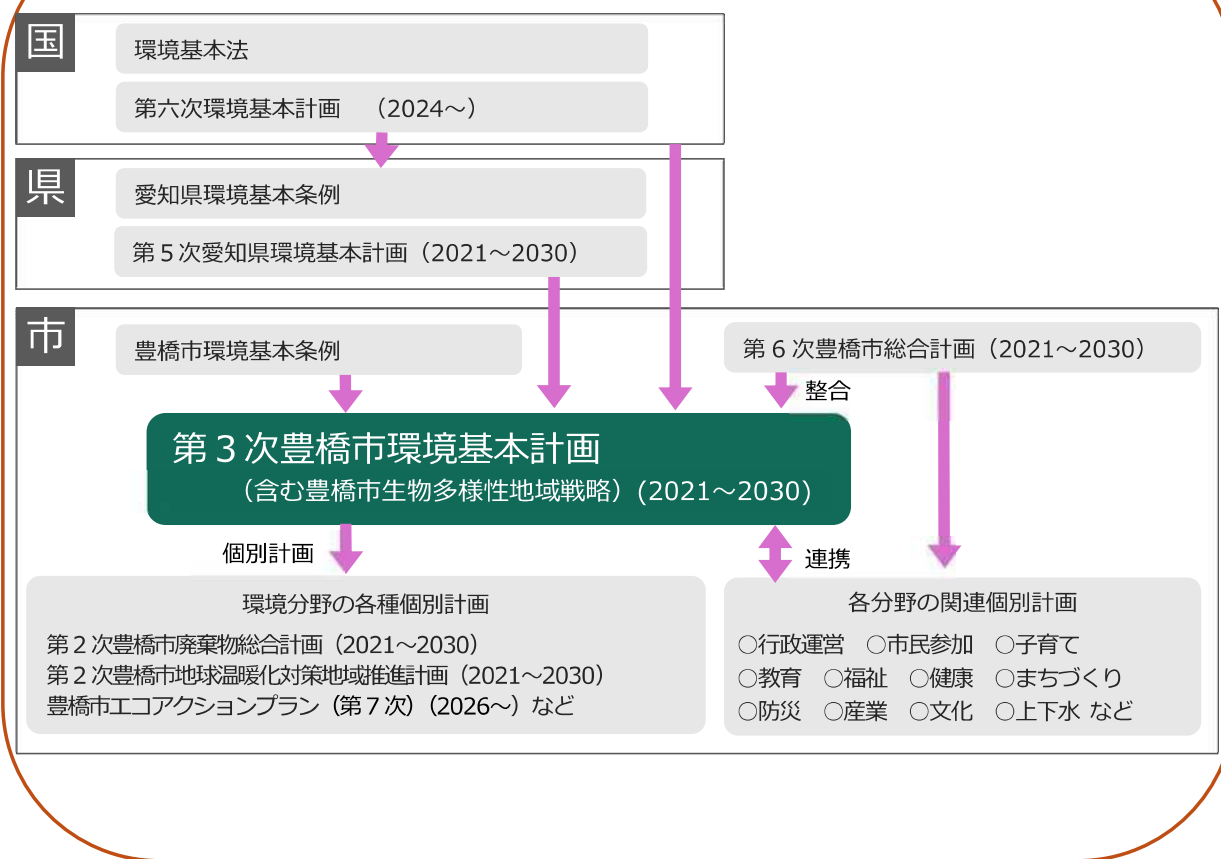 国
環境基本法
第六次環境基本計画　（2024～）
県
愛知県環境基本条例
第５次愛知県環境基本計画（2021～2030）
市
豊橋市環境基本条例
第６次豊橋市総合計画（2021～2030）
整合
第３次豊橋市環境基本計画
（含む豊橋市生物多様性地域戦略）(2021～2030)
個別計画
連携
環境分野の各種個別計画
第２次豊橋市廃棄物総合計画（2021～2030）
第２次豊橋市地球温暖化対策地域推進計画（2021～2030）
豊橋市エコアクションプラン（第７次）（2026～）など
各分野の関連個別計画
○行政運営　○市民参加　○子育て
○教育　○福祉　○健康　○まちづくり
○防災　○産業　○文化　○上下水 など